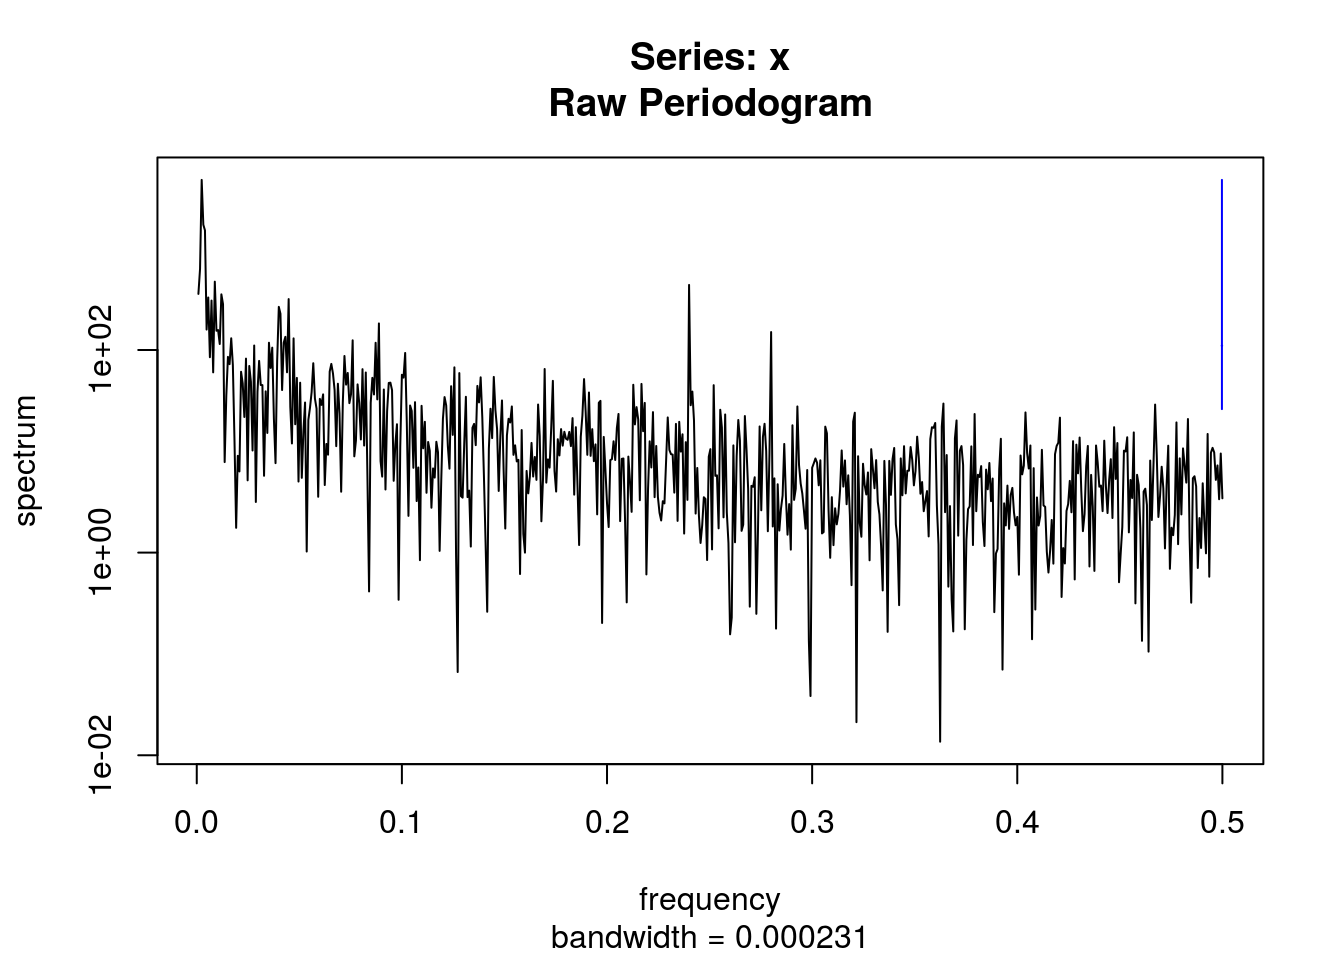 Series: x
Raw Periodogram
spectrum
1e+02
1e+00
1e-02
0.0 0.1 0.2 0.3 0.4 0.5
frequency
bandwidth = 0.000231